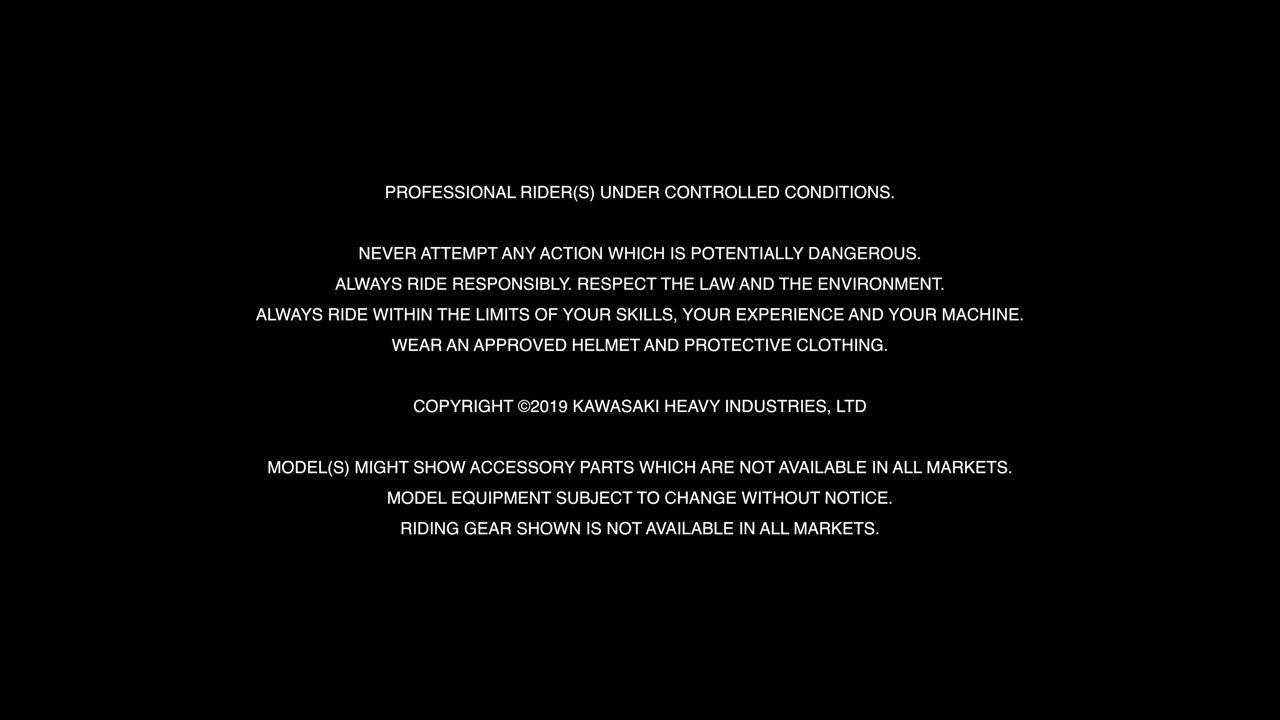 PROFESSIONAL RIDER(S) UNDER CONTROLLED CONDITIONS.
NEVER ATTEMPT ANY ACTION WHICH IS POTENTIALLY DANGEROUS.
ALWAYS RIDE RESPONSIBLY. RESPECT THE LAW AND THE ENVIRONMENT.
ALWAYS RIDE WITHIN THE LIMITS OF YOUR SKILLS, YOUR EXPERIENCE AND YOUR MACHINE.
WEAR AN APPROVED HELMET AND PROTECTIVE CLOTHING.
COPYRIGHT ©2019 KAWASAKI HEAVY INDUSTRIES, LTD
MODEL(S) MIGHT SHOW ACCESSORY PARTS WHICH ARE NOT AVAILABLE IN ALL MARKETS.
MODEL EQUIPMENT SUBJECT TO CHANGE WITHOUT NOTICE.
RIDING GEAR SHOWN IS NOT AVAILABLE IN ALL MARKETS.